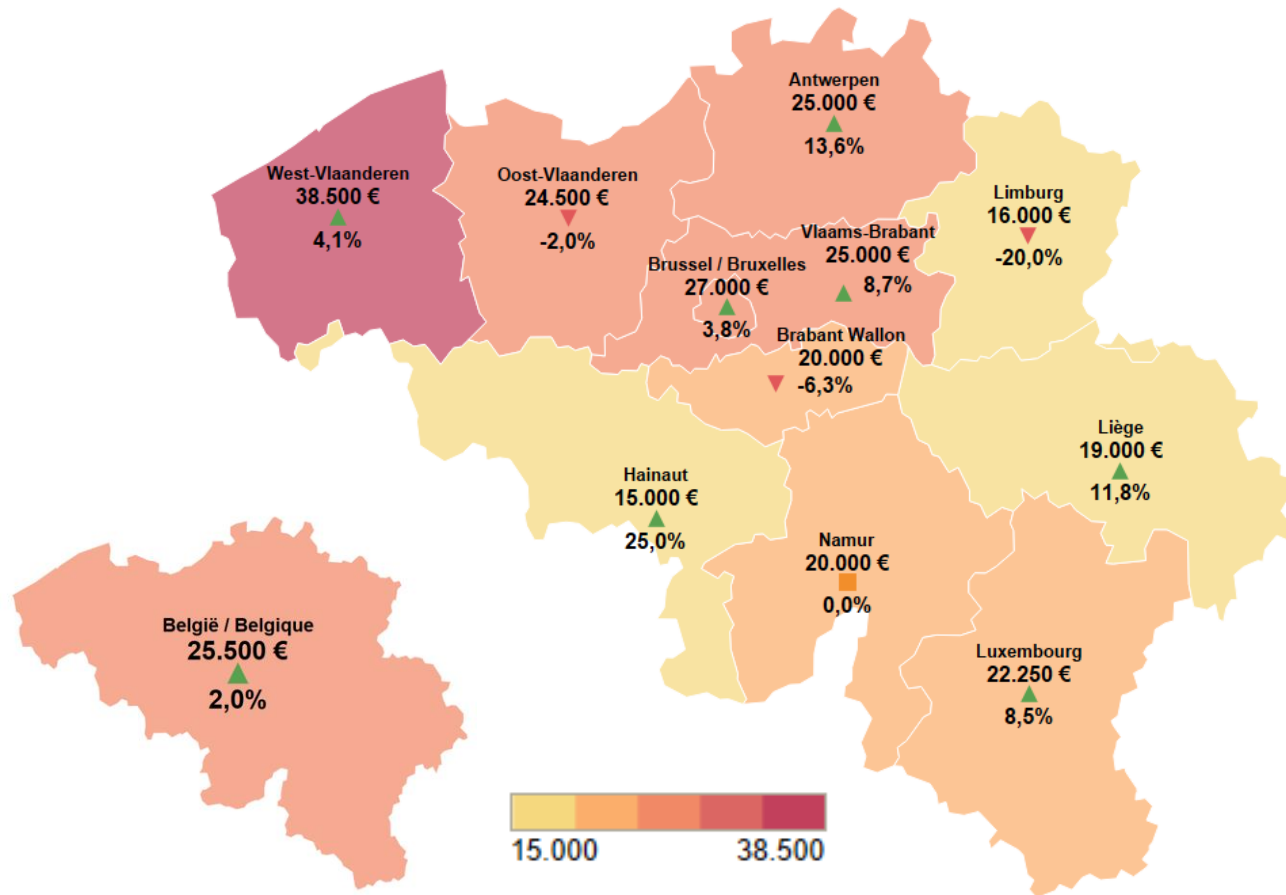 Antwerpen
25.000 €
13,6%
West-Vlaanderen
38.500 €
4,1%
Oost-Vlaanderen
24.500 €
-2,0%
Limburg
16.000 €
-20,0%
Vlaams-Brabant
25.000 €
8,7%
Brussel / Bruxelles
27.000 €
3,8%
Brabant Wallon
20.000 €
-6,3%
Liège
19.000 €
11,8%
Hainaut
15.000 €
25,0%
Namur
20.000 €
0,0%
Luxembourg
22.250 €
8,5%
België / Belgique
25.500 €
2,0%
15.000
38.500